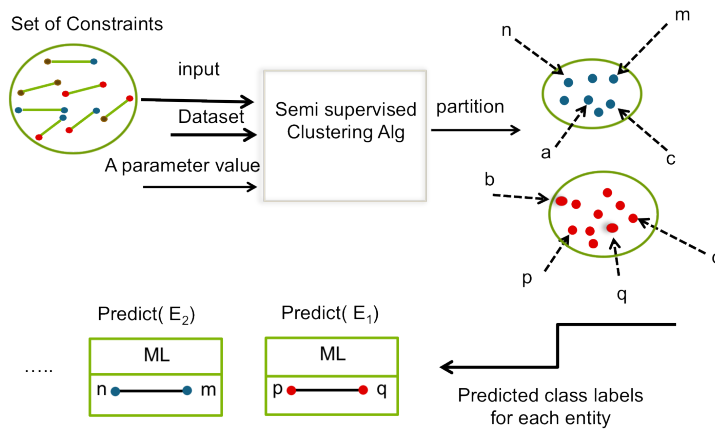 Set of Constraints
input
Dataset
A parameter value
Semi supervised
Clustering Alg
partition
n
m
a
c
b
p
q
Predict( E2)
Predict( E1)
ML
ML
.....
n m
p q
Predicted class labels
for each entity